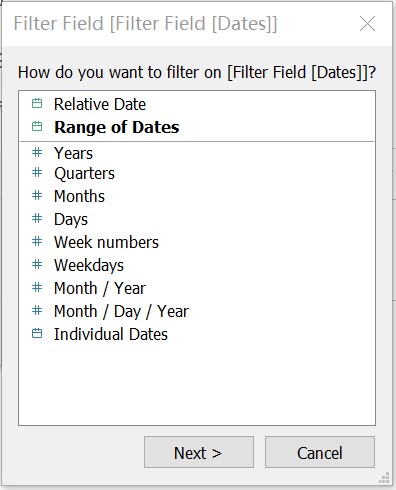 Filter Field [Filter Field [Dates]]
How do you want to filter on [Filter Field [Dates]]?
Relative Date
Range of Dates
Years
Quarters
Months
Days
Week numbers
Weekdays
Month / Year
Month / Day / Year
Individual Dates
Next > Cancel